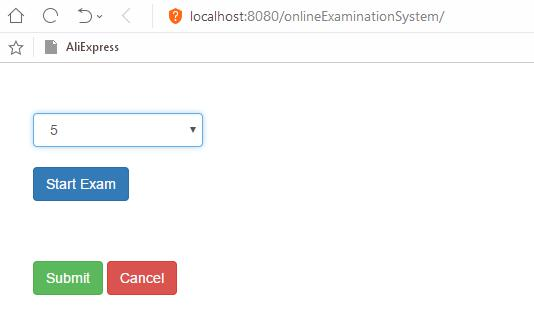 localhost:8080/onlineExaminationSystem/
AliExpress
5
Start Exam
Submit Cancel